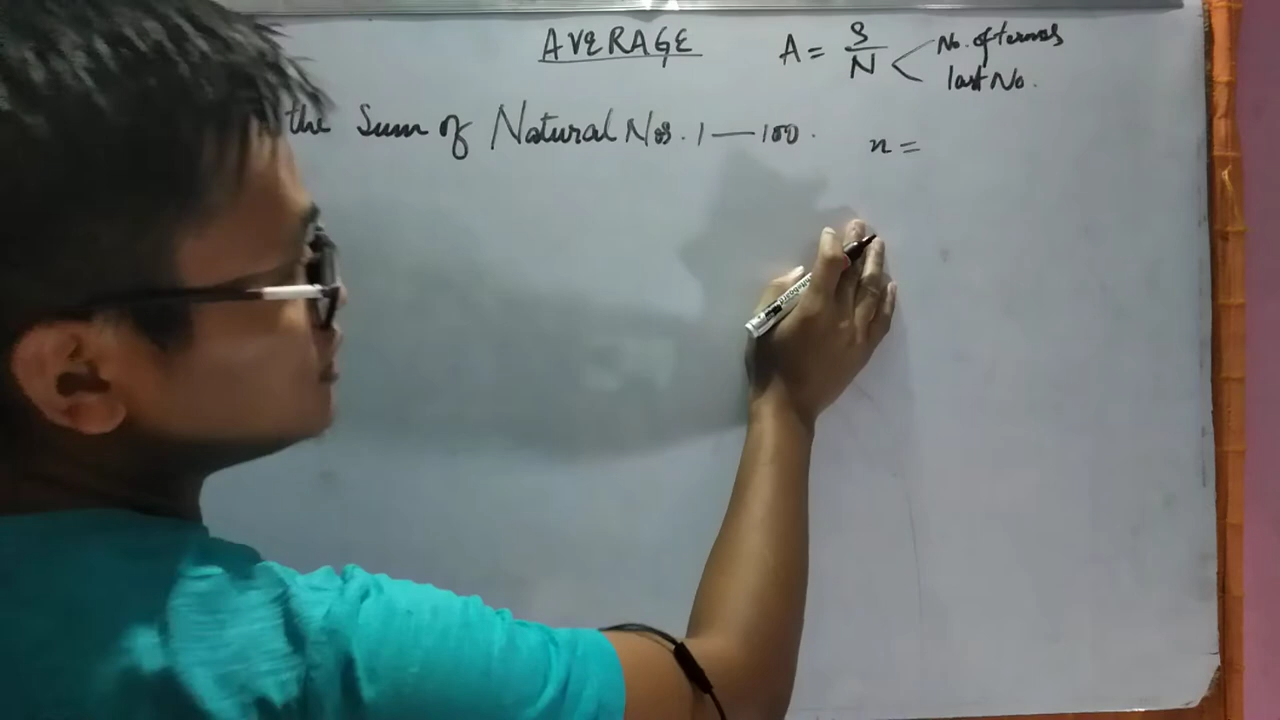 AVERAGE
A = S/N < No. of terms
last No.
the Sum of Natural Nos. 1 — 100.
n =